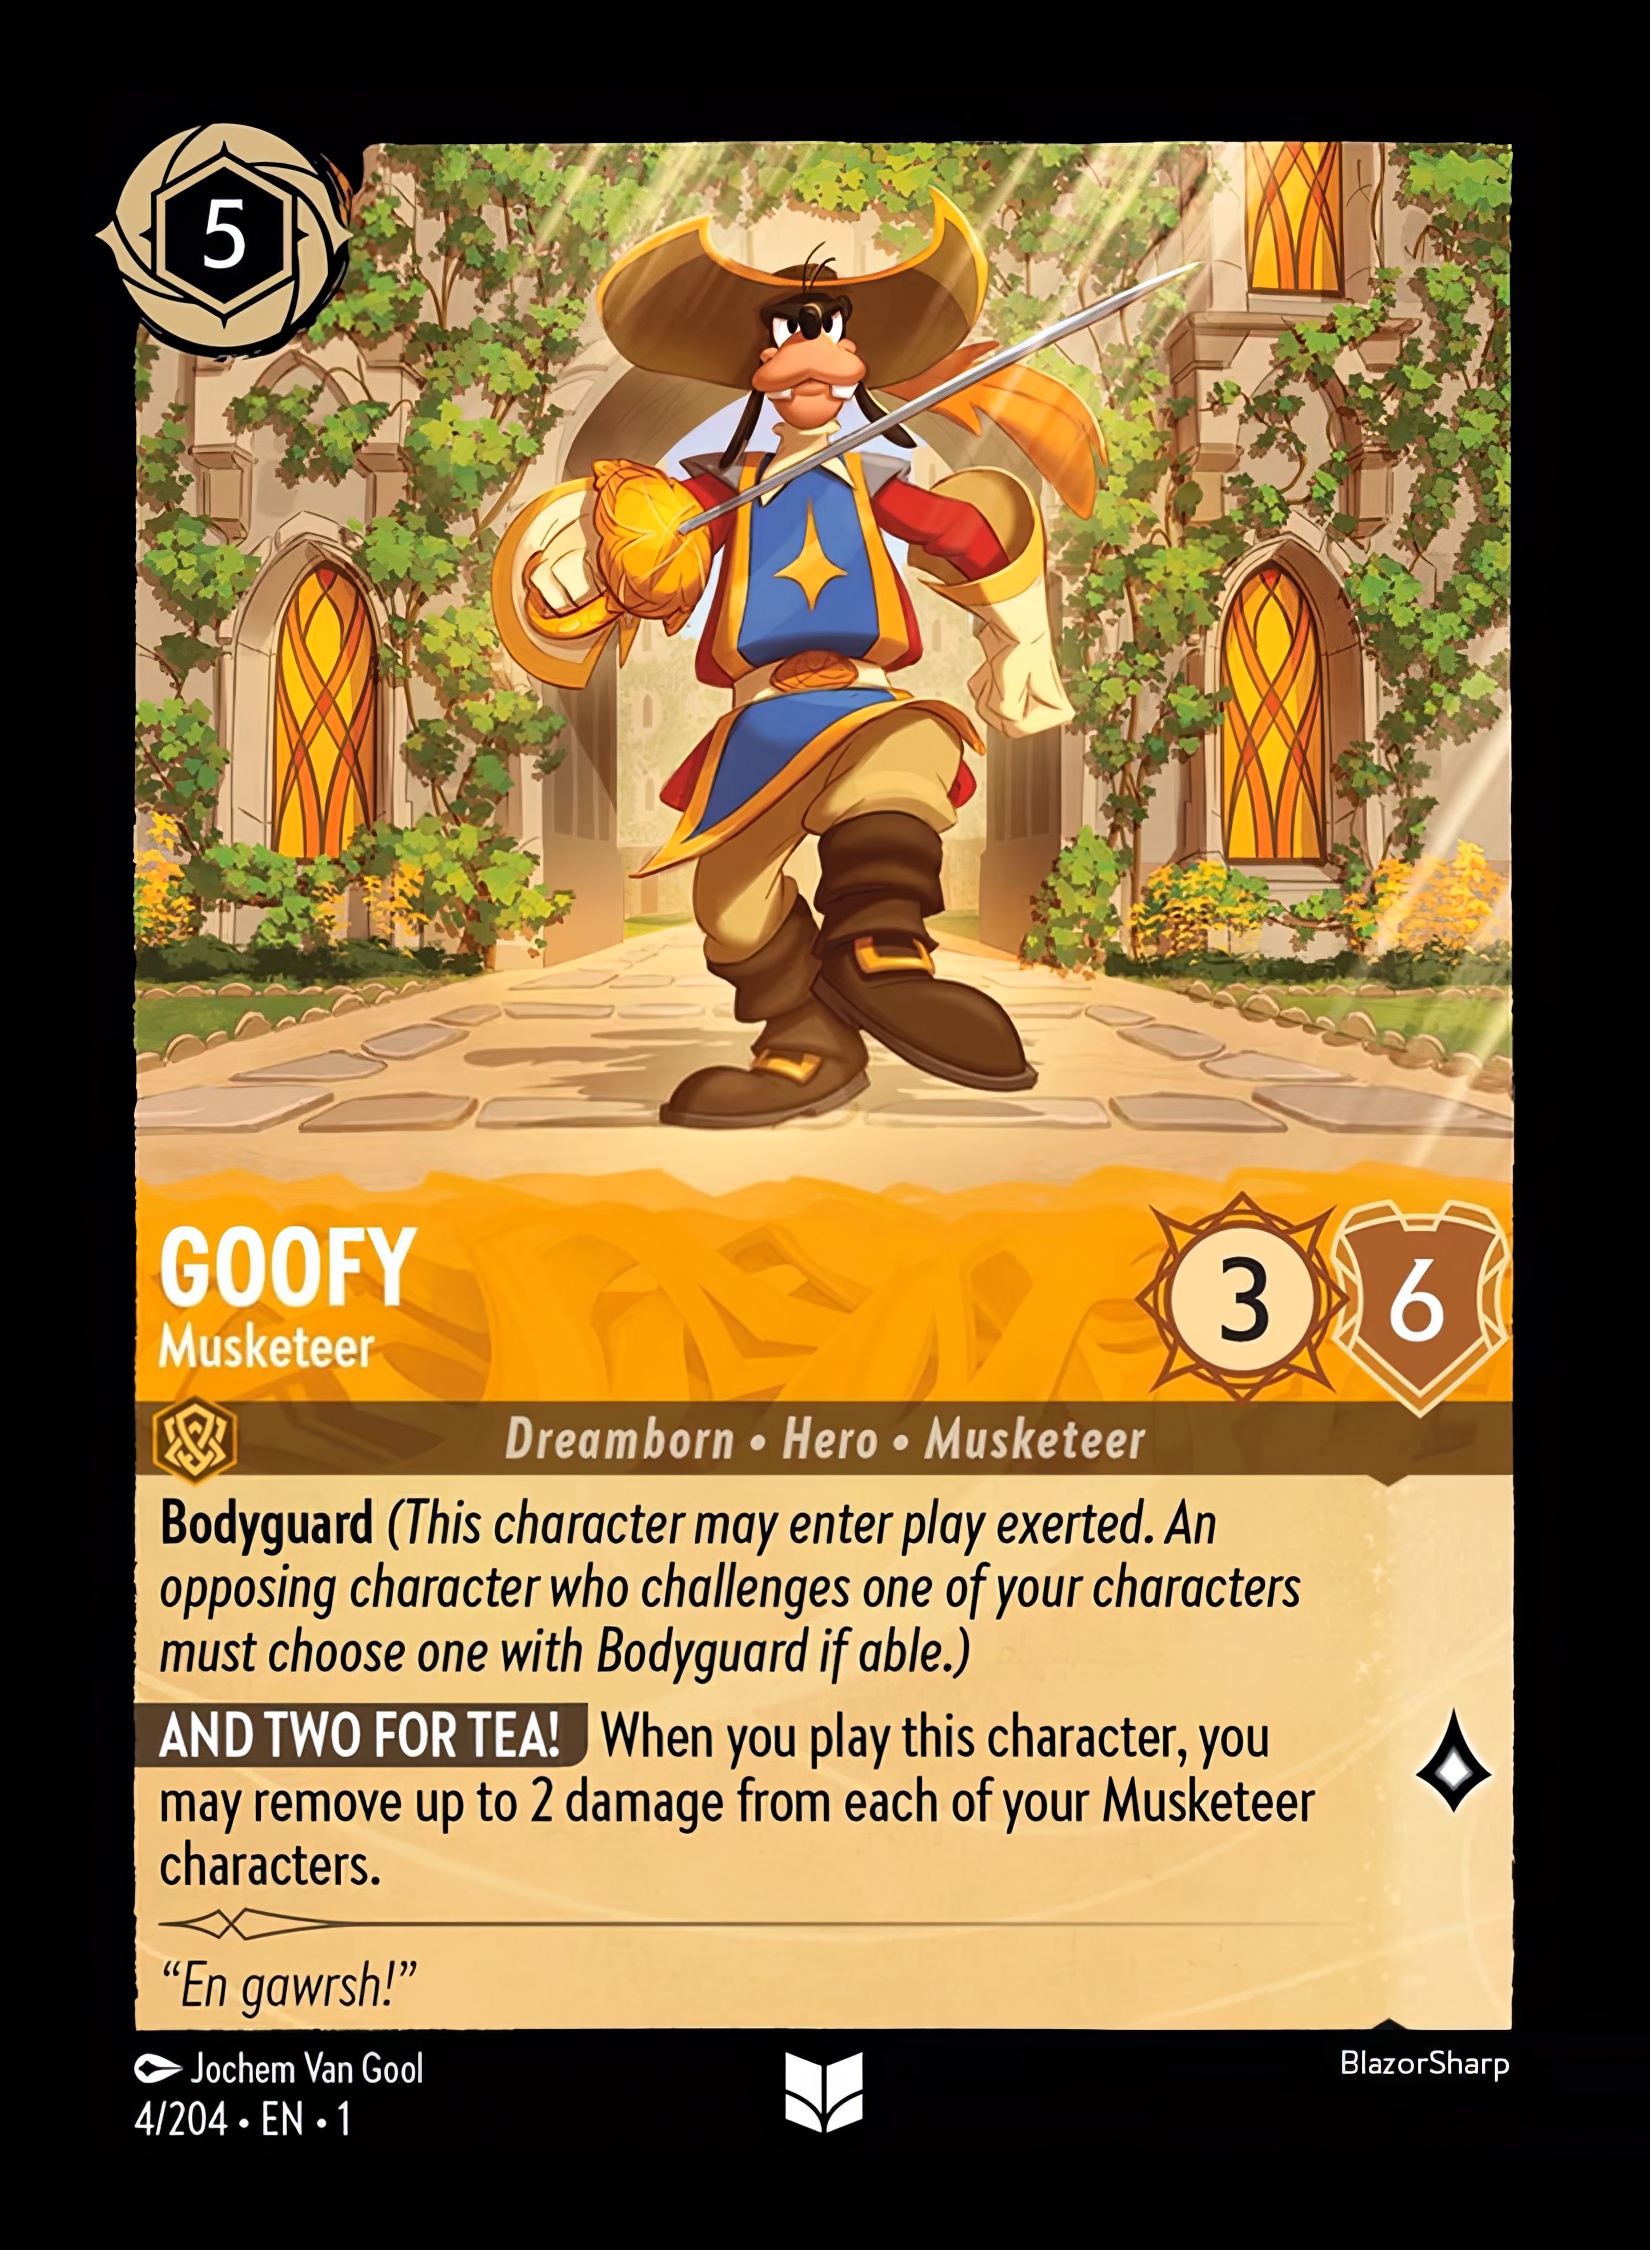 5
GOOFY
Musketeer
3
6
Dreamborn • Hero • Musketeer
Bodyguard (This character may enter play exerted. An
opposing character who challenges one of your characters
must choose one with Bodyguard if able.)
AND TWO FOR TEA! When you play this character, you
may remove up to 2 damage from each of your Musketeer
characters.
“En gawrsh!”
Jochem Van Gool
BlazorSharp
4/204 • EN • 1